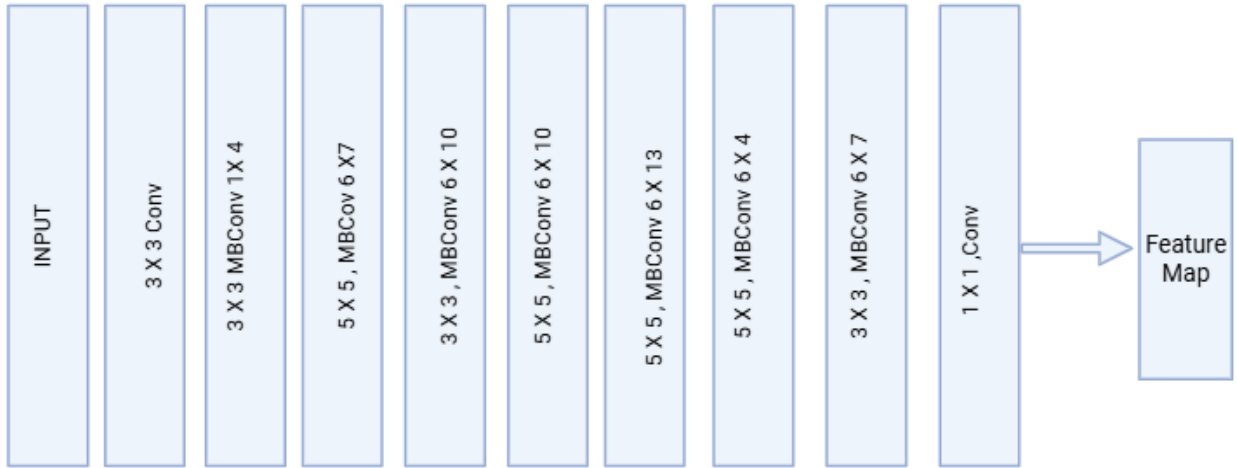 INPUT
3 X 3 Conv
3 X 3 MBConv 1X 4
5 X 5 , MBCov 6 X7
3 X 3 , MBConv 6 X 10
5 X 5 , MBConv 6 X 10
5 X 5 , MBConv 6 X 13
5 X 5 , MBConv 6 X 4
3 X 3 , MBConv 6 X 7
1 X 1 ,Conv
Feature
Map